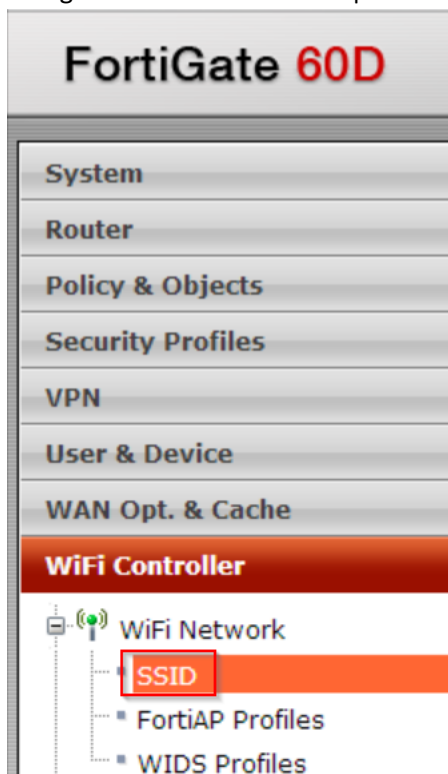 FortiGate 60D
System
Router
Policy & Objects
Security Profiles
VPN
User & Device
WAN Opt. & Cache
WiFi Controller
WiFi Network
SSID
FortiAP Profiles
WIDS Profiles